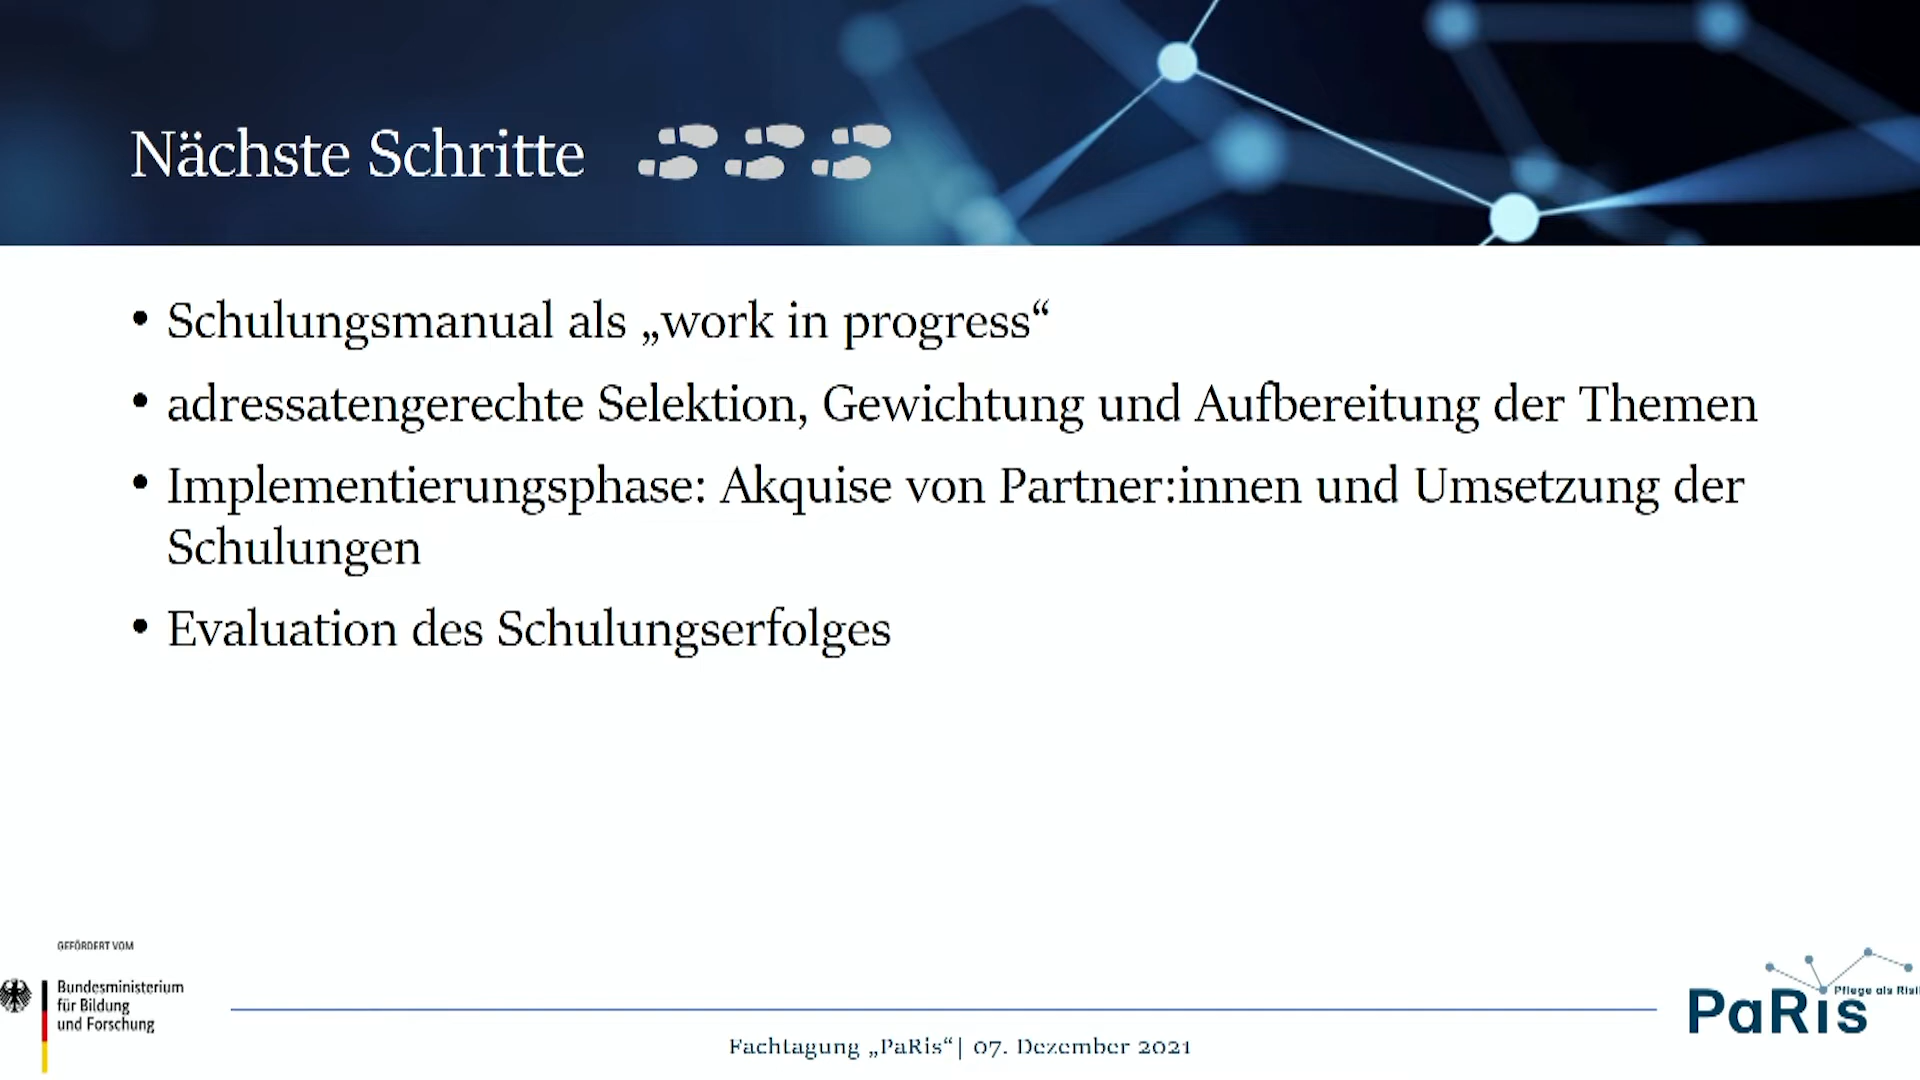 Nächste Schritte
• Schulungsmanual als „work in progress“
• adressatengerechte Selektion, Gewichtung und Aufbereitung der Themen
• Implementierungsphase: Akquise von Partner:innen und Umsetzung der
Schulungen
• Evaluation des Schulungserfolges
GEFÖRDERT VOM
Bundesministerium
für Bildung
und Forschung
Pflege als
PaRis
Fachtagung „PaRis“| 07. Dezember 2021